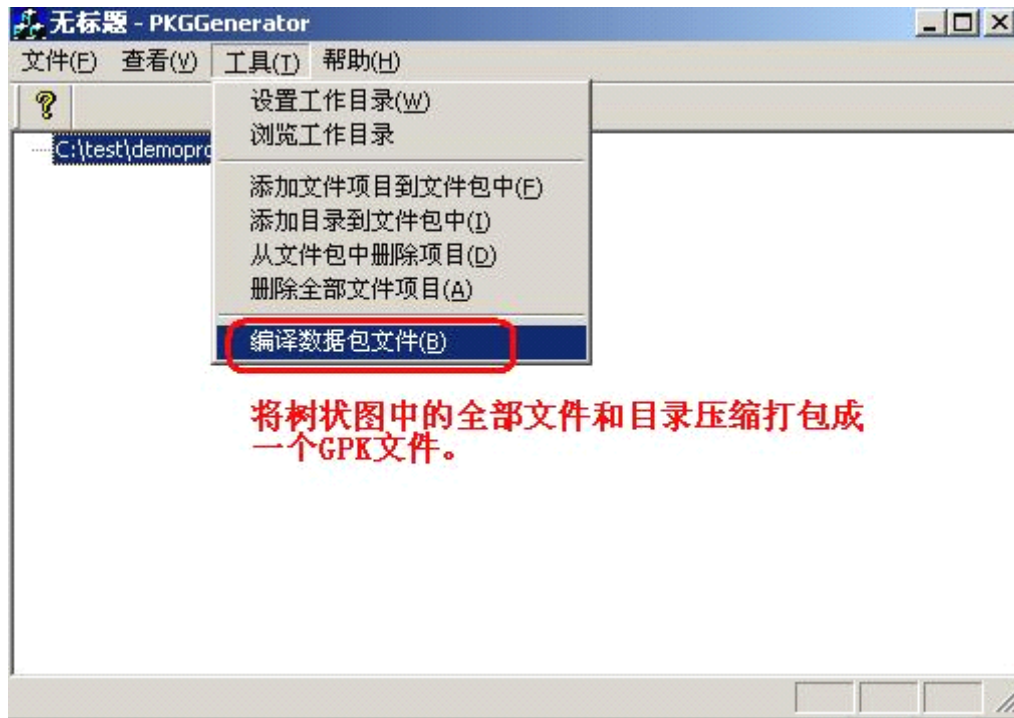 无标题 - PKGGenerator
文件(F) 查看(V) 工具(T) 帮助(H)
设置工作目录(W)
浏览工作目录
C:\test\demopro
添加文件项目到文件包中(F)
添加目录到文件包中(I)
从文件包中删除项目(D)
删除全部文件项目(A)
编译数据包文件(B)
将树状图中的全部文件和目录压缩打包成
一个GPK文件。